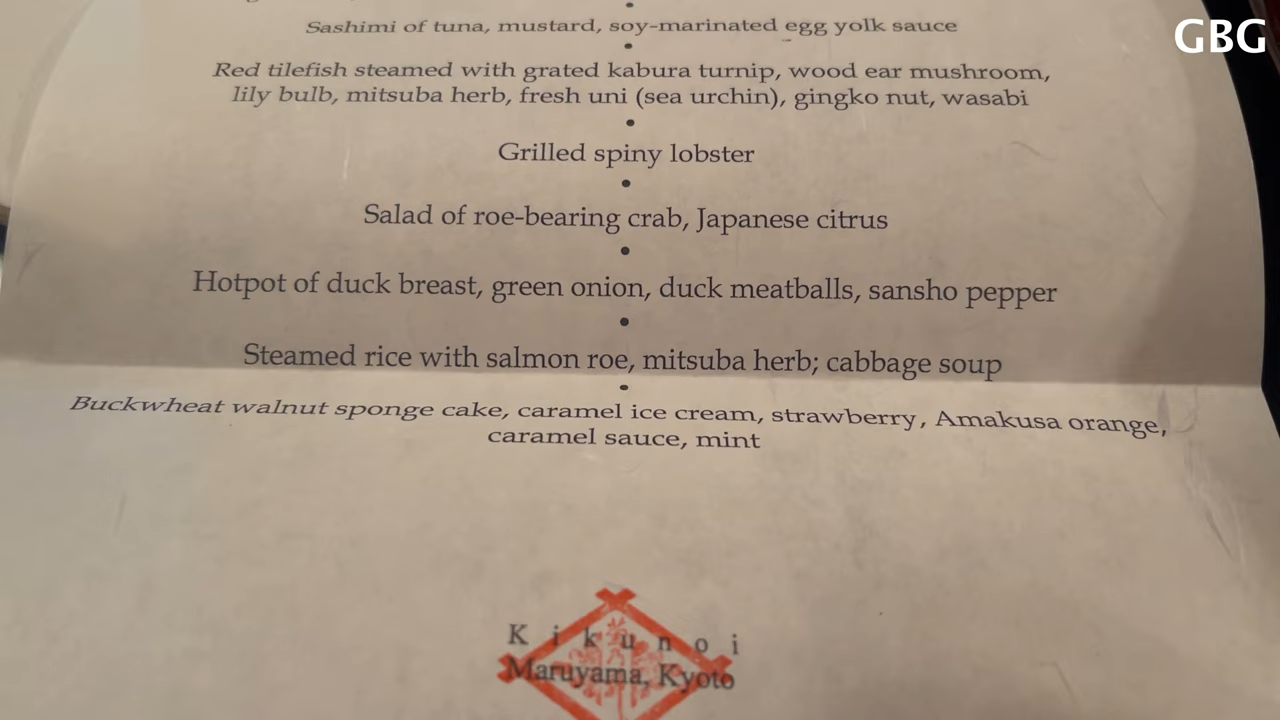 Sashimi of tuna, mustard, soy-marinated egg yolk sauce
Red tilefish steamed with grated kabura turnip, wood ear mushroom,
lily bulb, mitsuba herb, fresh uni (sea urchin), gingko nut, wasabi
Grilled spiny lobster
Salad of roe-bearing crab, Japanese citrus
Hotpot of duck breast, green onion, duck meatballs, sansho pepper
Steamed rice with salmon roe, mitsuba herb; cabbage soup
Buckwheat walnut sponge cake, caramel ice cream, strawberry, Amakusa orange,
caramel sauce, mint
Kikunoi
Maruyama, Kyoto
GBG